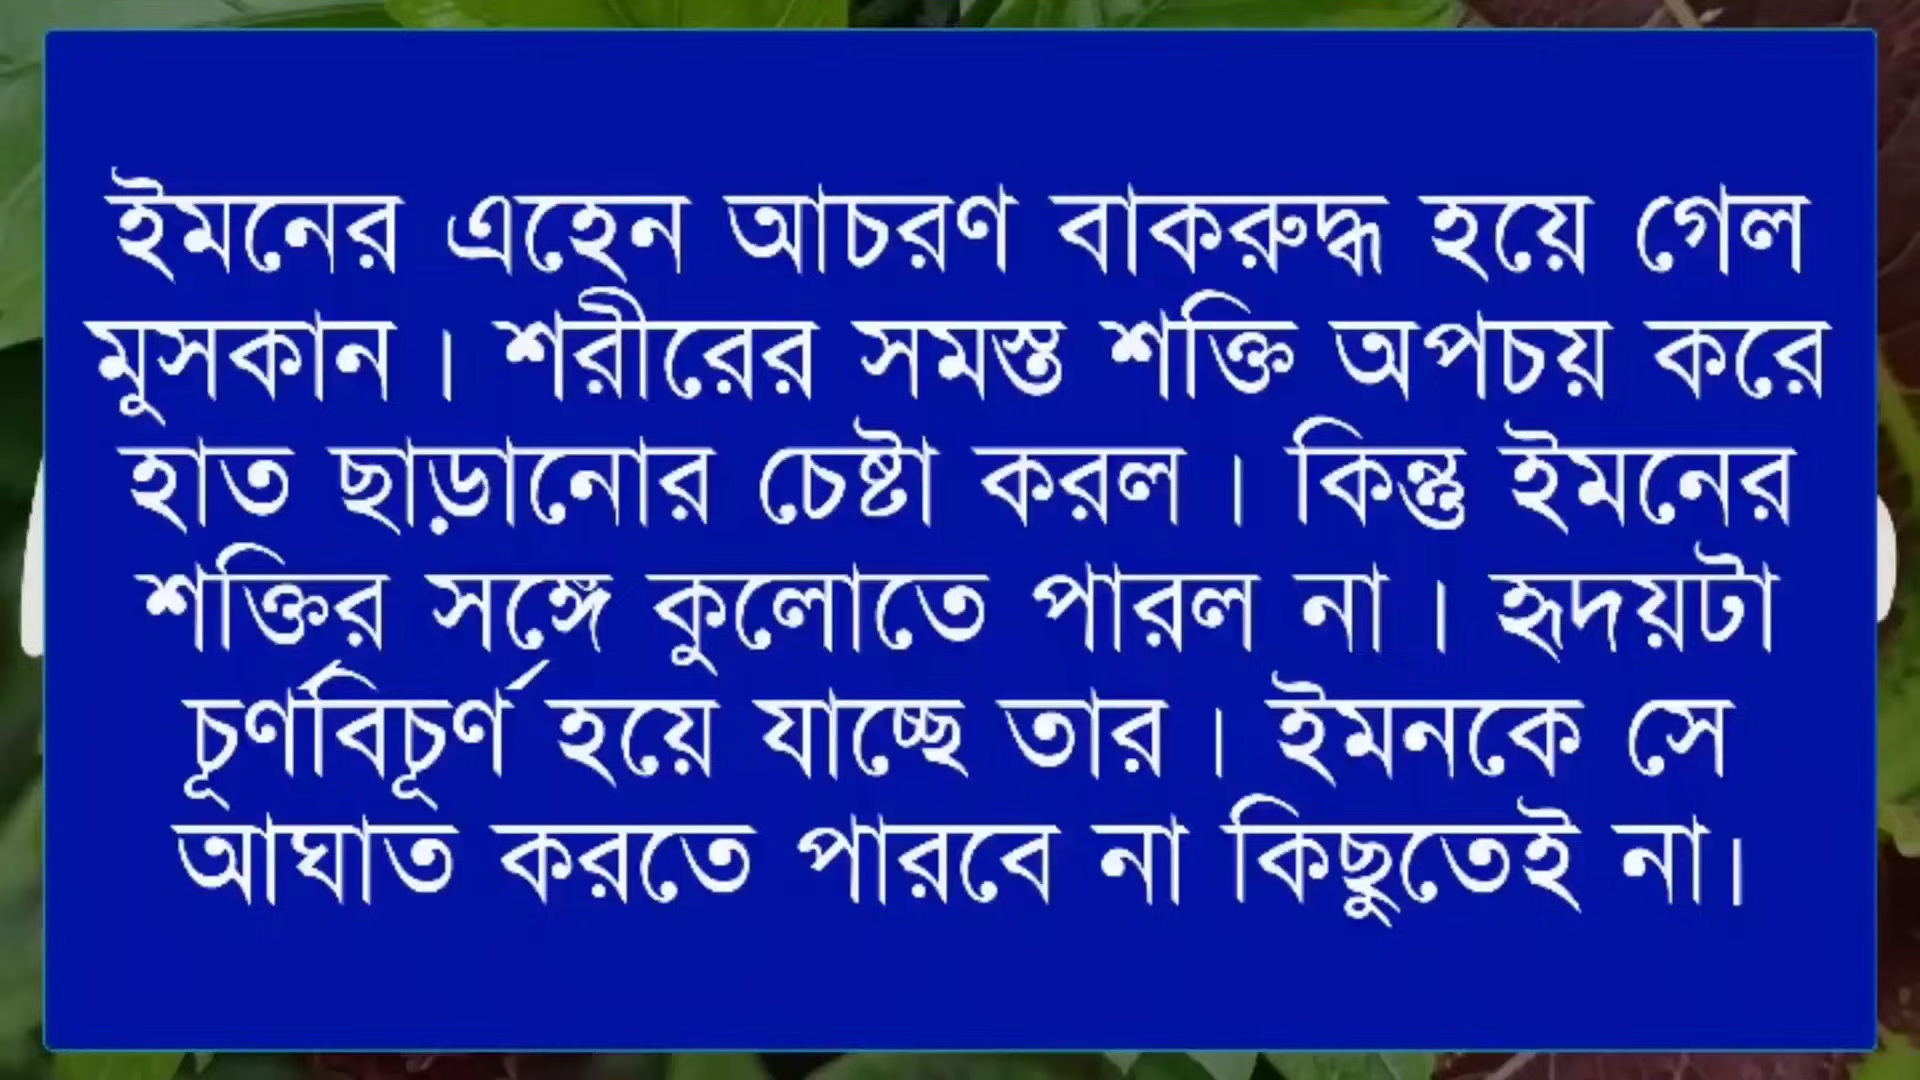 ইমনের এহেন আচরণ বাকরুদ্ধ হয়ে গেল
মুসকান । শরীরের সমস্ত শক্তি অপচয় করে
হাত ছাড়ানোর চেষ্টা করল । কিন্তু ইমনের
শক্তির সঙ্গে কুলোতে পারল না । হৃদয়টা
চূর্ণবিচূর্ণ হয়ে যাচ্ছে তার । ইমনকে সে
আঘাত করতে পারবে না কিছুতেই না।